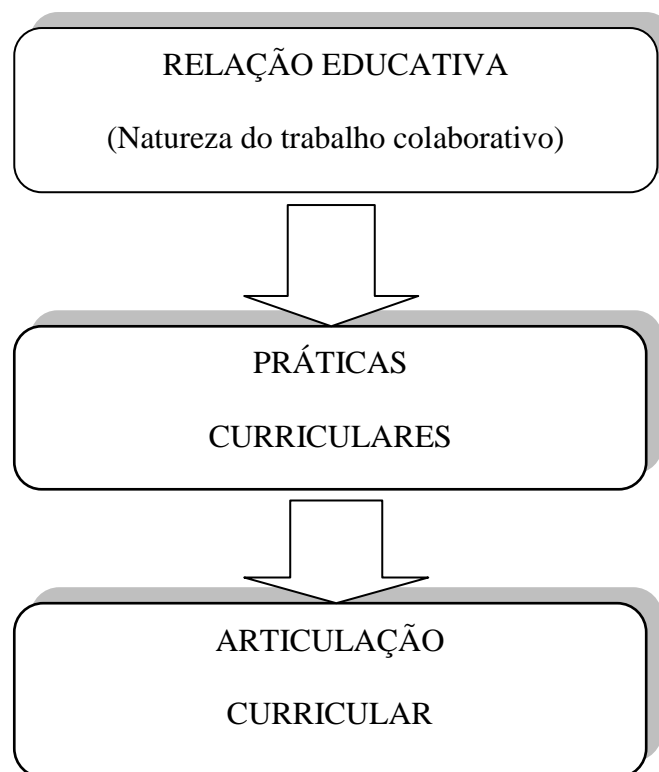 RELAÇÃO EDUCATIVA
(Natureza do trabalho colaborativo)
PRÁTICAS
CURRICULARES
ARTICULAÇÃO
CURRICULAR